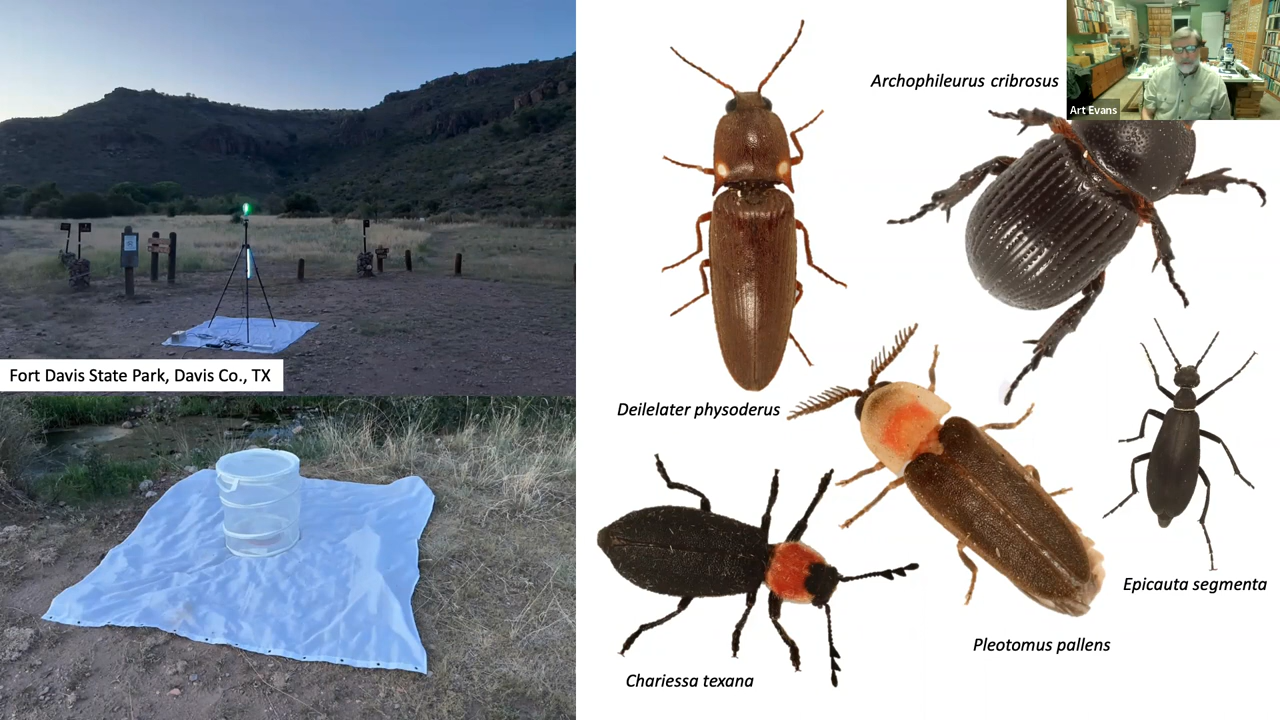 Fort Davis State Park, Davis Co., TX
Archophileurus cribrosus
Art Evans
Deilelater physoderus
Epicauta segmenta
Pleotomus pallens
Chariessa texana